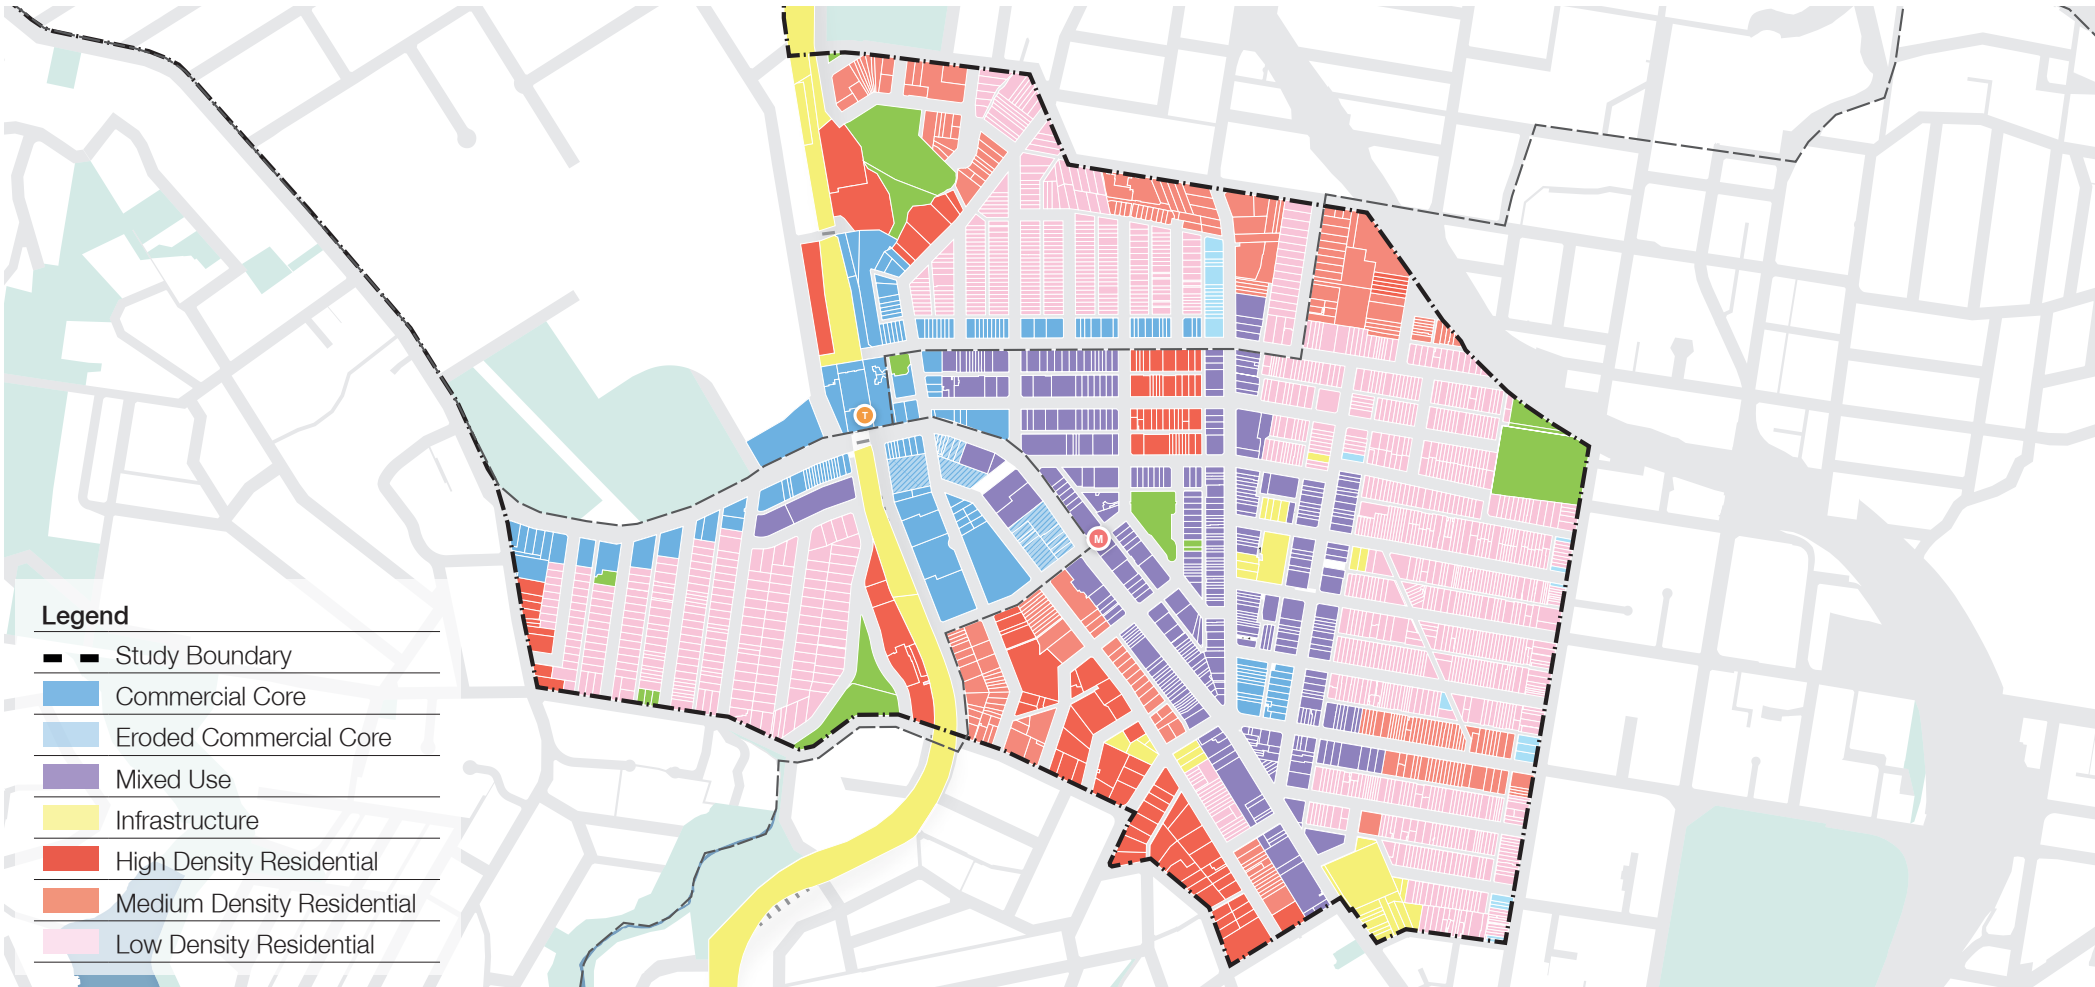 T
M
Legend
Study Boundary
Commercial Core
Eroded Commercial Core
Mixed Use
Infrastructure
High Density Residential
Medium Density Residential
Low Density Residential